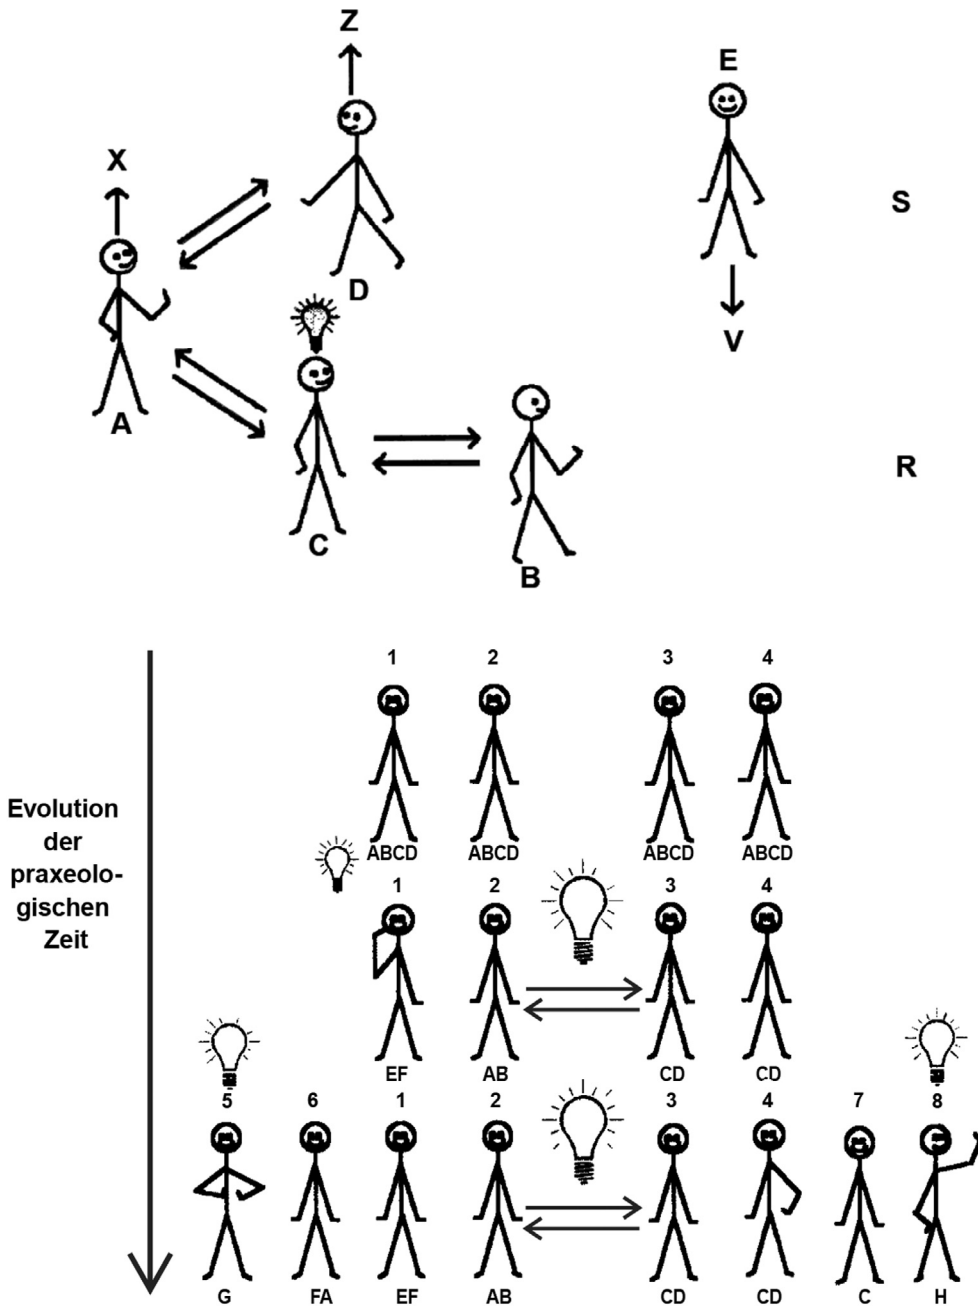 Z
E
X
S
D
V
A
R
C
B
1 2 3 4
Evolution
der
praxeolo-
gischen
Zeit
ABCD ABCD ABCD ABCD
1 2 3 4
EF AB CD CD
5 6 1 2 3 4 7 8
G FA EF AB CD CD C H